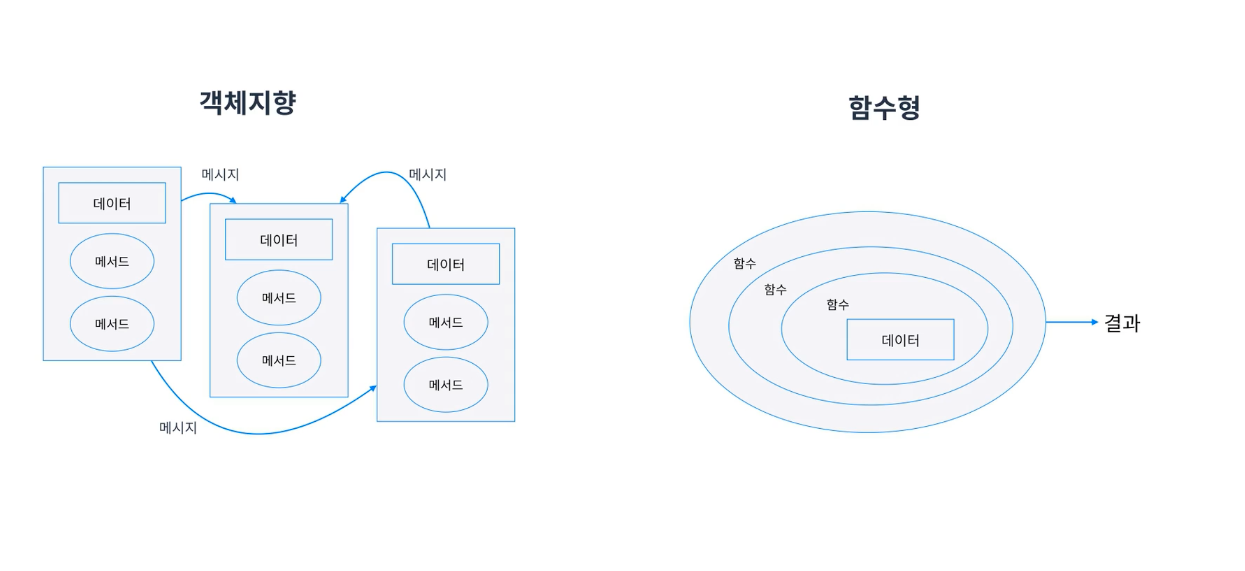 객체지향
함수형
메시지
메시지
데이터
메서드
메서드
데이터
메서드
메서드
데이터
메서드
메서드
메시지
함수
함수
함수
데이터
결과